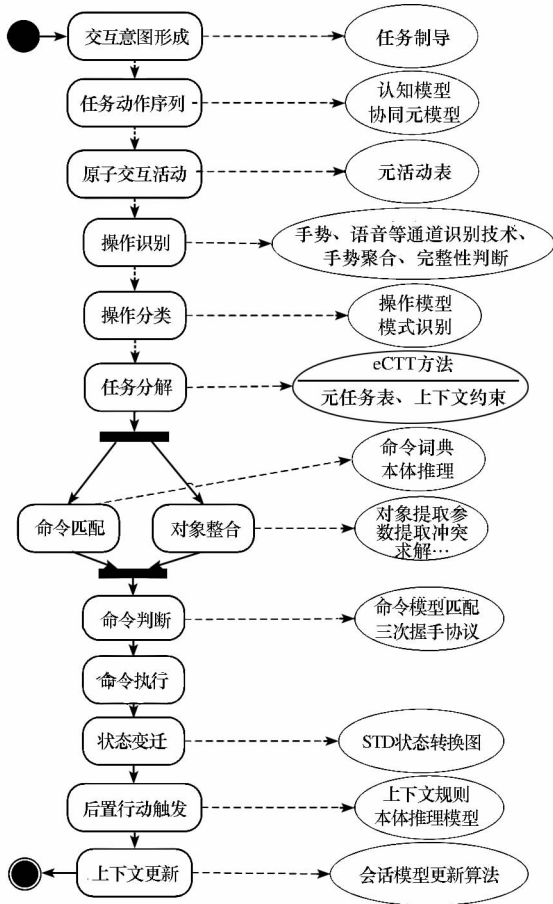 交互意图形成
任务制导
任务动作序列
认知模型
协同元模型
原子交互活动
元活动表
操作识别
手势、语音等通道识别技术、
手势聚合、完整性判断
操作分类
操作模型
模式识别
任务分解
eCTT方法
元任务表、上下文约束
命令词典
本体推理
命令匹配
对象整合
对象提取参
数提取冲突
求解…
命令判断
命令模型匹配
三次握手协议
命令执行
状态变迁
STD状态转换图
后置行动触发
上下文规则
本体推理模型
上下文更新
会话模型更新算法